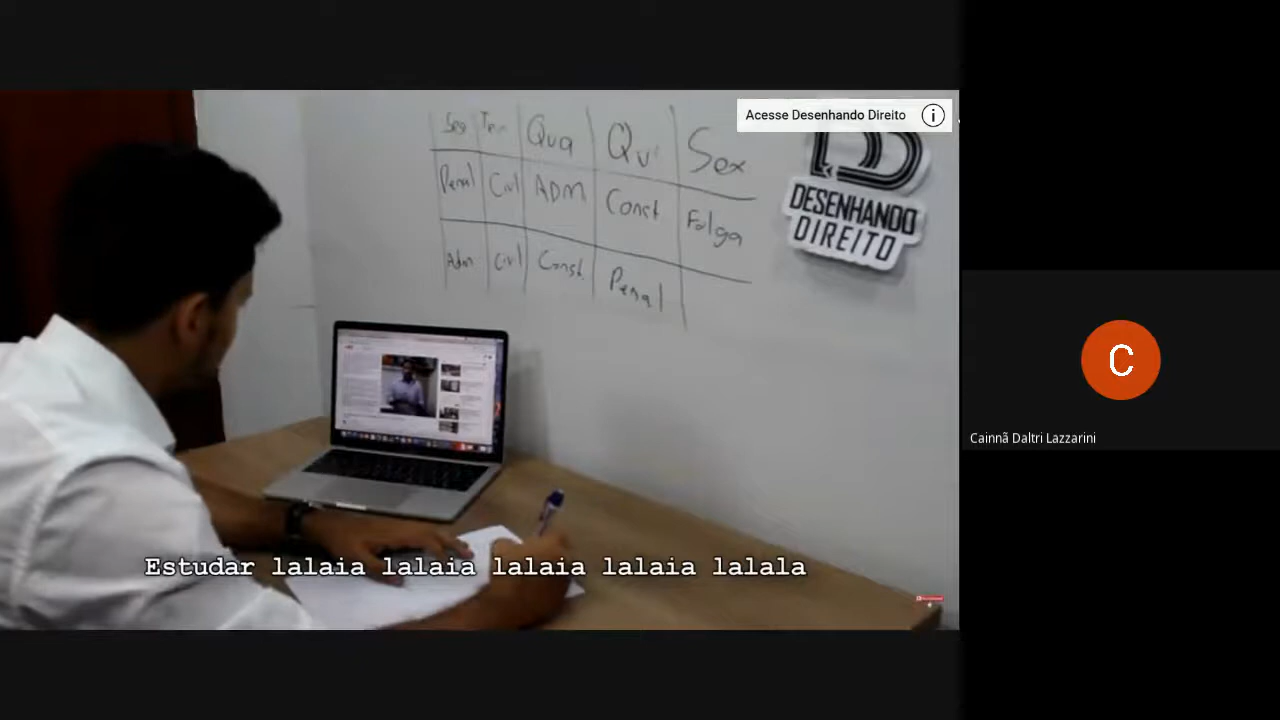 Acesse Desenhando Direito
Seg Ter Qua Qui Sex
Penal Civil ADM Const Folga
Adm Civil Const. Penal
DD
DESENHANDO
DIREITO
Cainnã Daltri Lazzarini
C
Estudar lalaia lalaia lalaia lalaia lalala